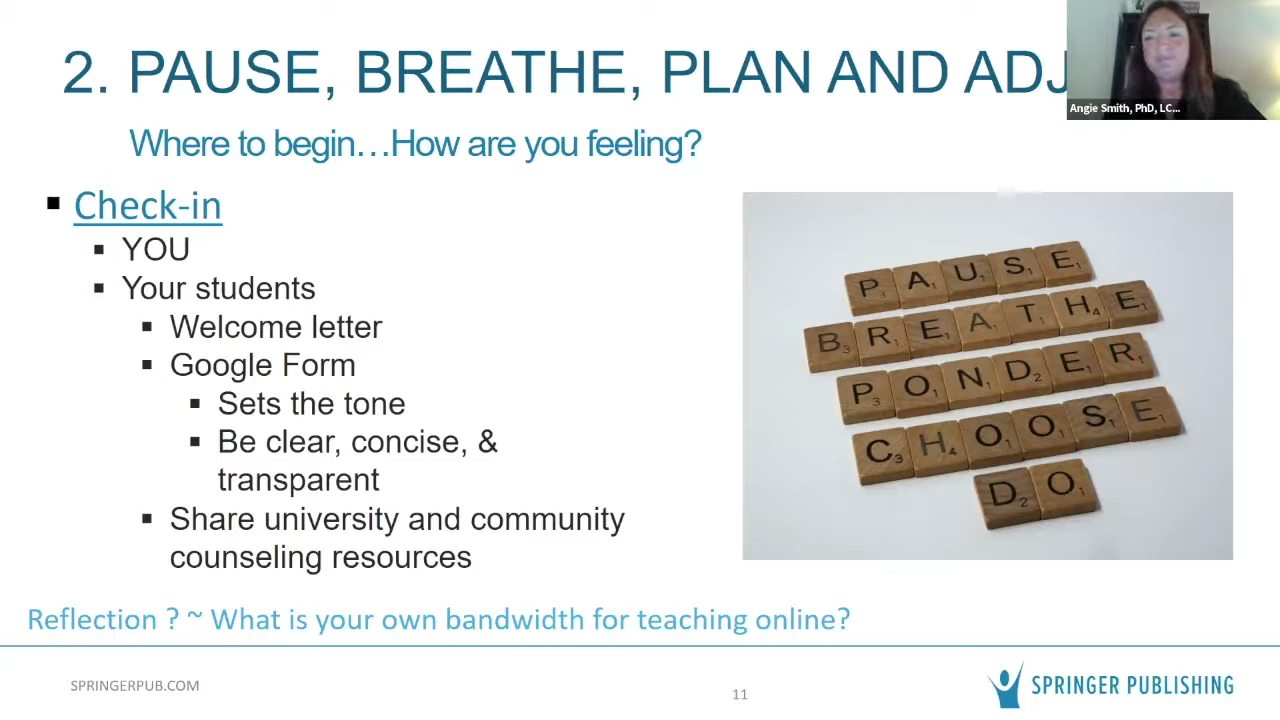 2. PAUSE, BREATHE, PLAN AND ADJ
Angie Smith, PhD, LC...
Where to begin…How are you feeling?
Check-in
YOU
Your students
Welcome letter
Google Form
Sets the tone
Be clear, concise, &
transparent
Share university and community
counseling resources
PAUSE
BREATHE
PONDER
CHOOSE
DO
Reflection ? ~ What is your own bandwidth for teaching online?
SPRINGERPUB.COM
11
SPRINGER PUBLISHING